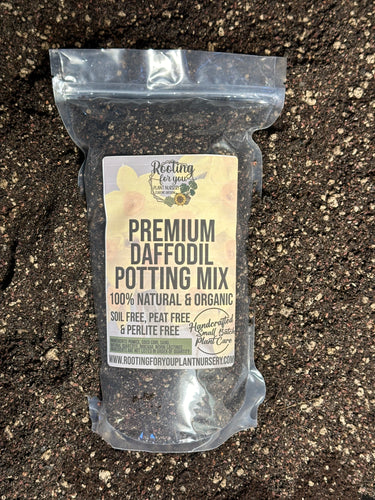 Rooting
for you
PLANT NURSERY
PREMIUM
DAFFODIL
POTTING MIX
100% NATURAL & ORGANIC
SOIL FREE, PEAT FREE
& PERLITE FREE
Handcrafted
Small Batch
Plant Care
WWW.ROOTINGFORYOUPLANTNURSERY.COM